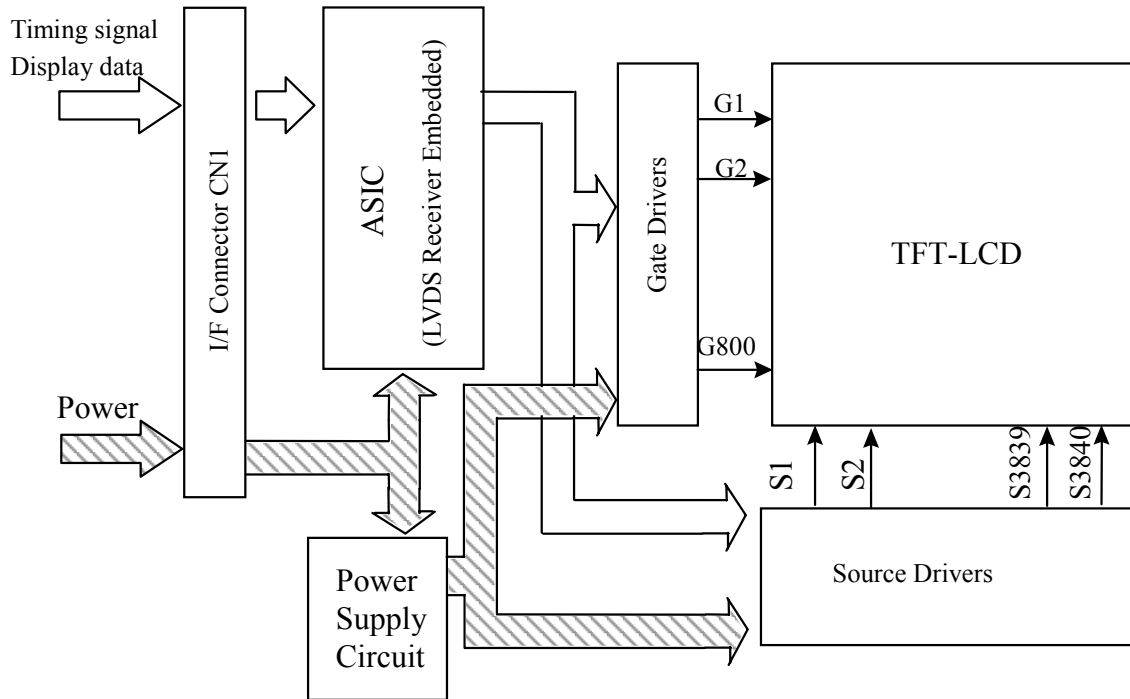 Timing signal
Display data
Power
I/F Connector CN1
ASIC
(LVDS Receiver Embedded)
Power
Supply
Circuit
Gate Drivers
G1
G2
G800
TFT-LCD
S1
S2
S3839
S3840
Source Drivers